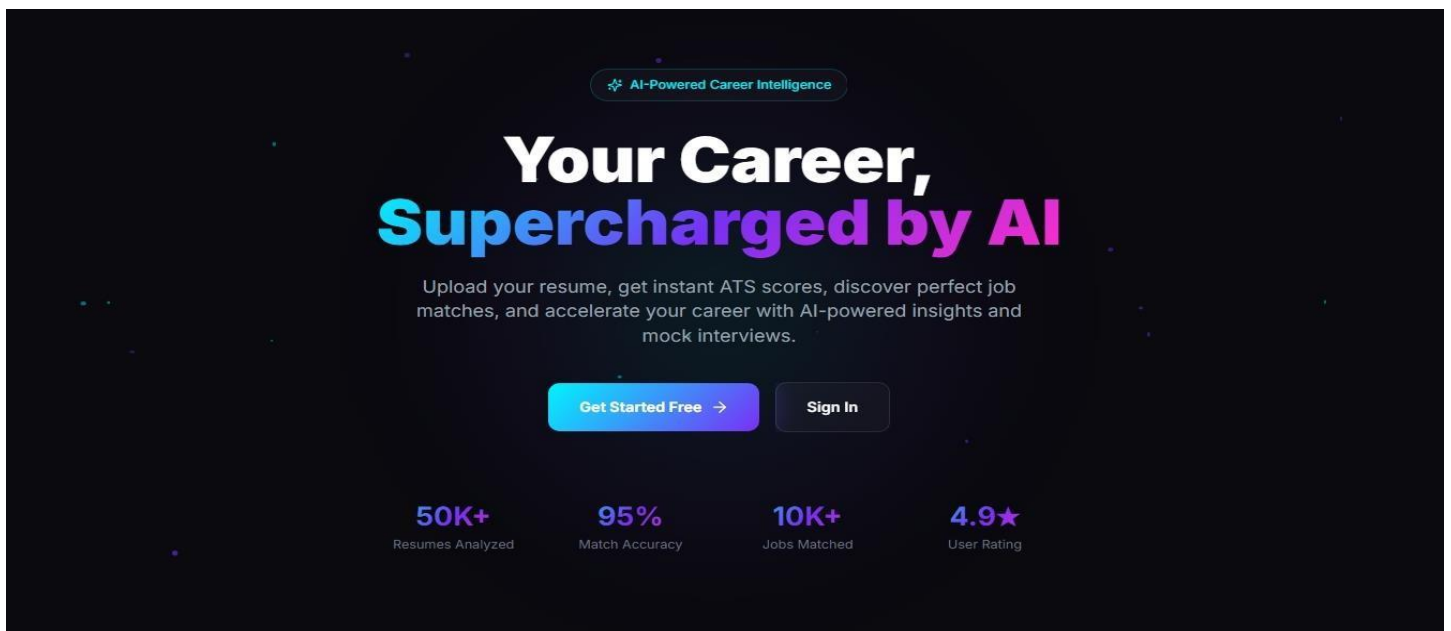 AI-Powered Career Intelligence
Your Career,
Supercharged by AI
Upload your resume, get instant ATS scores, discover perfect job
matches, and accelerate your career with AI-powered insights and
mock interviews.
Get Started Free →
Sign In
50K+
Resumes Analyzed
95%
Match Accuracy
10K+
Jobs Matched
4.9★
User Rating